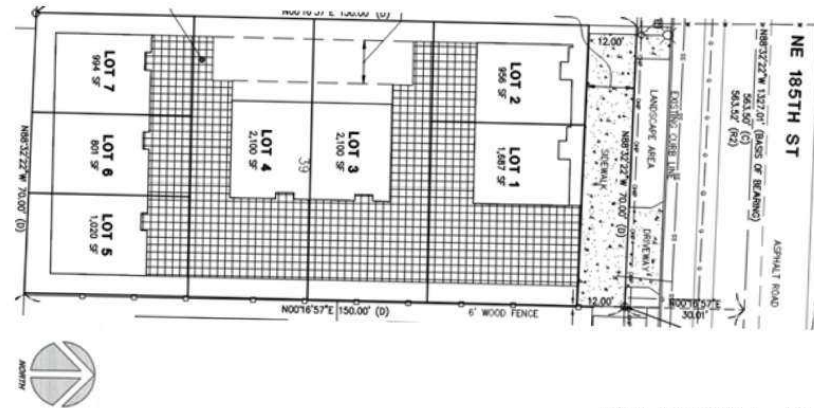 N00°16'57"E 150.00' (D)
LOT 7
994 SF
LOT 6
801 SF
LOT 5
1,020 SF
LOT 4
2,100 SF
LOT 3
2,100 SF
39
LOT 2
956 SF
LOT 1
1,687 SF
12.00'
SIDEWALK
N88°32'22"W 70.00' (D)
LANDSCAPE AREA
DRIVEWAY
EXISTING CURB LINE
N88°32'22"W 1327.01' (BASIS OF BEARING)
563.50' (C)
563.52' (R2)
NE 185TH ST
ASPHALT ROAD
N88°32'22"W 70.00' (D)
12.00'
N00°16'57"E
30.01'
N00°16'57"E 150.00' (D)
6' WOOD FENCE
NORTH